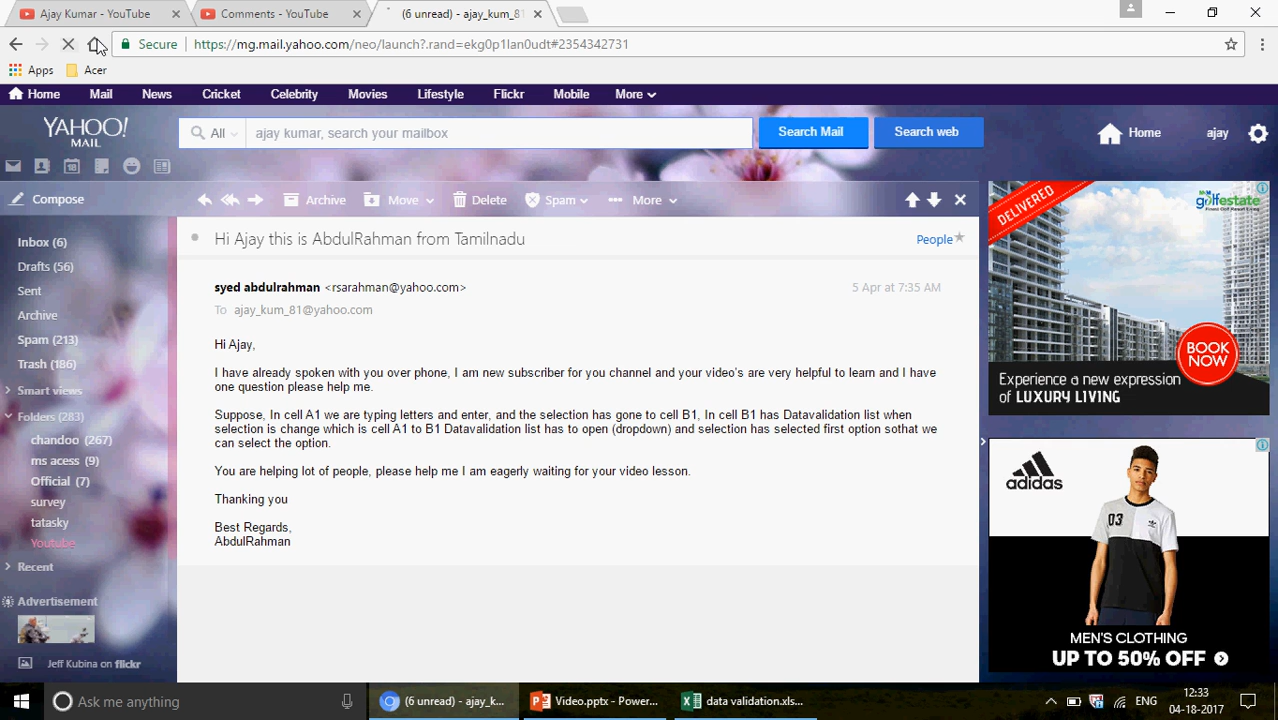 Ajay Kumar - YouTube
Comments - YouTube
(6 unread) - ajay_kum_81
Secure
https://mg.mail.yahoo.com/neo/launch?.rand=ekg0p1lan0udt#2354342731
Apps
Acer
Home Mail News Cricket Celebrity Movies Lifestyle Flickr Mobile More
YAHOO!
MAIL
All
ajay kumar, search your mailbox
Search Mail
Search web
Home
ajay
Compose
Archive Move Delete Spam More
Hi Ajay this is AbdulRahman from Tamilnadu
People
syed abdulrahman <rsarahman@yahoo.com>
5 Apr at 7:35 AM
To ajay_kum_81@yahoo.com
Hi Ajay,
I have already spoken with you over phone, I am new subscriber for you channel and your video's are very helpful to learn and I have
one question please help me.
Suppose, In cell A1 we are typing letters and enter, and the selection has gone to cell B1, In cell B1 has Datavalidation list when
selection is change which is cell A1 to B1 Datavalidation list has to open (dropdown) and selection has selected first option sothat we
can select the option.
You are helping lot of people, please help me I am eagerly waiting for your video lesson.
Thanking you
Best Regards,
AbdulRahman
Inbox (6)
Drafts (56)
Sent
Archive
Spam (213)
Trash (186)
Smart views
Folders (283)
chandoo (267)
ms acess (9)
Official (7)
survey
tatasky
Youtube
Recent
Advertisement
Jeff Kubina on flickr
DELIVERED
golfestate
BOOK
NOW
Experience a new expression
of LUXURY LIVING
adidas
03
MEN'S CLOTHING
UP TO 50% OFF
Ask me anything
(6 unread) - ajay_k...
Video.pptx - Power...
data validation.xls...
ENG
12:33
04-18-2017